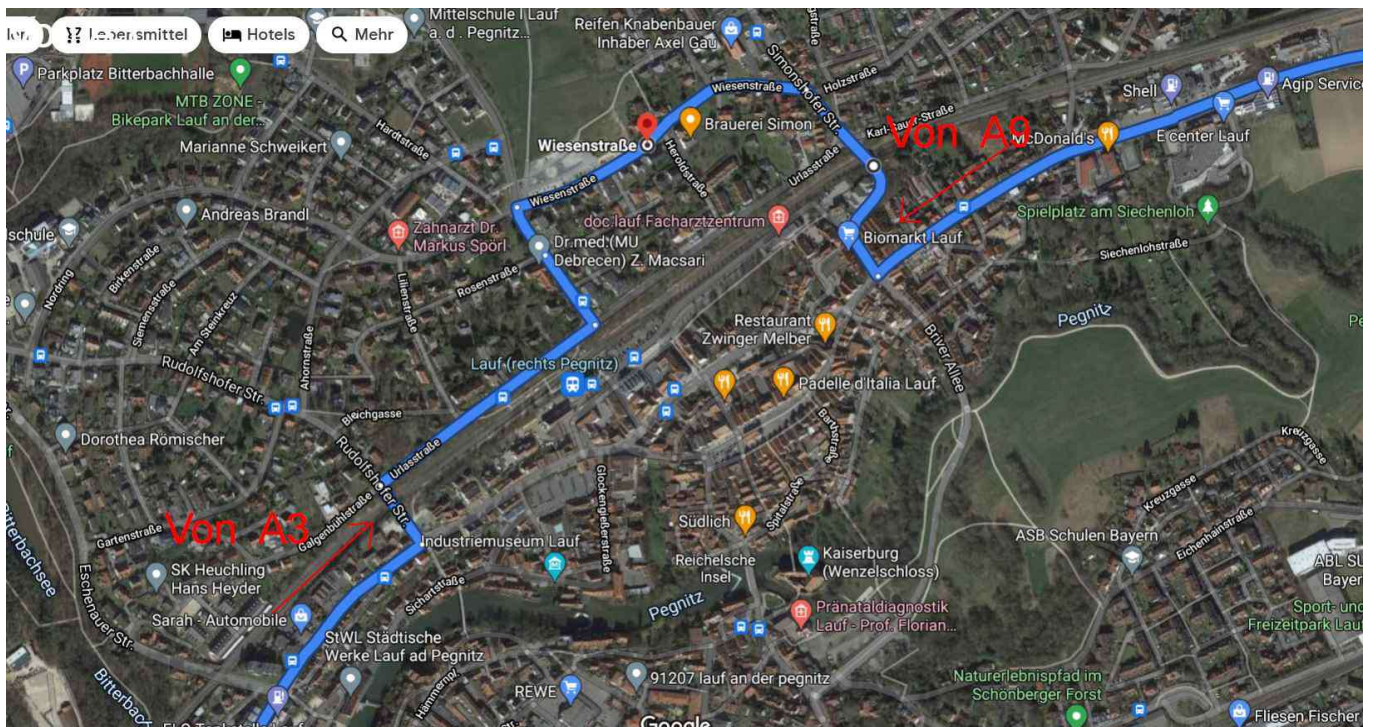 Lebensmittel
Hotels
Mehr
Mittelschule I Lauf
a. d . Pegnitz...
Reifen Knabenbauer
Inhaber Axel Gau
Parkplatz Bitterbachhalle
MTB ZONE -
Bikepark Lauf an der...
Marianne Schweikert
Hardtstraße
Wiesenstraße
Simonshofer Str.
Holzstraße
Shell
Agip Service
Brauerei Simon
Wiesenstraße
Heroldstraße
Karl-Sauer-Straße
Von A9
McDonald's
E center Lauf
Urlasstraße
Wiesenstraße
Andreas Brandl
Zahnarzt Dr.
Markus Spörl
doc.lauf Facharztzentrum
Spielplatz am Siechenloh
Dr.med.(MU
Debrecen) Z. Macsari
Biomarkt Lauf
Siechenlohstraße
Nordring
Birkenstraße
Siemensstraße
Am Steinkreuz
Lilienstraße
Rosenstraße
Ahornstraße
Pegnitz
Restaurant
Zwinger Melber
Briver Allee
Lauf (rechts Pegnitz)
Rudolfshofer Str.
Padelle d'Italia Lauf
Bleichgasse
Barthstraße
Dorothea Römischer
Rudolfshofer Str.
Urlasstraße
Kreuzgasse
Kreuzgasse
Glockengießerstraße
Spitalstraße
Galgenbühlstraße
Gartenstraße
Von A3
Südlich
Eichenhainstraße
ASB Schulen Bayern
Industriemuseum Lauf
Reichelsche
Insel
Kaiserburg
(Wenzelschloss)
Bitterbachsee
Eschenauer Str.
SK Heuchling
Hans Heyder
Sichartstraße
Pegnitz
Pränataldiagnostik
Lauf - Prof. Florian...
Sarah - Automobile
Sport- und
Freizeitpark Lauf
StWL Städtische
Werke Lauf ad Pegnitz
Bitterbach
91207 lauf an der pegnitz
REWE
Naturerlebnispfad im
Schönberger Forst
Fliesen Fischer
Google